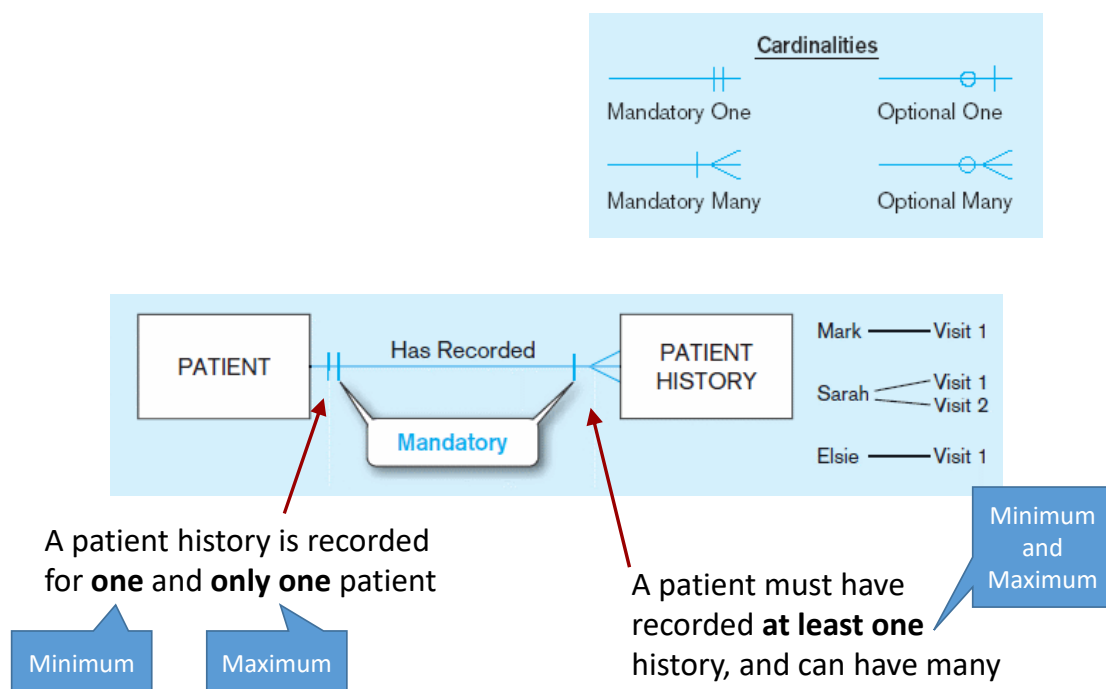 Cardinalities
Mandatory One
Optional One
Mandatory Many
Optional Many
PATIENT
Has Recorded
PATIENT
HISTORY
Mandatory
Mark
Visit 1
Sarah
Visit 1
Visit 2
Elsie
Visit 1
A patient history is recorded
for one and only one patient
Minimum
Maximum
A patient must have
recorded at least one
history, and can have many
Minimum
and
Maximum